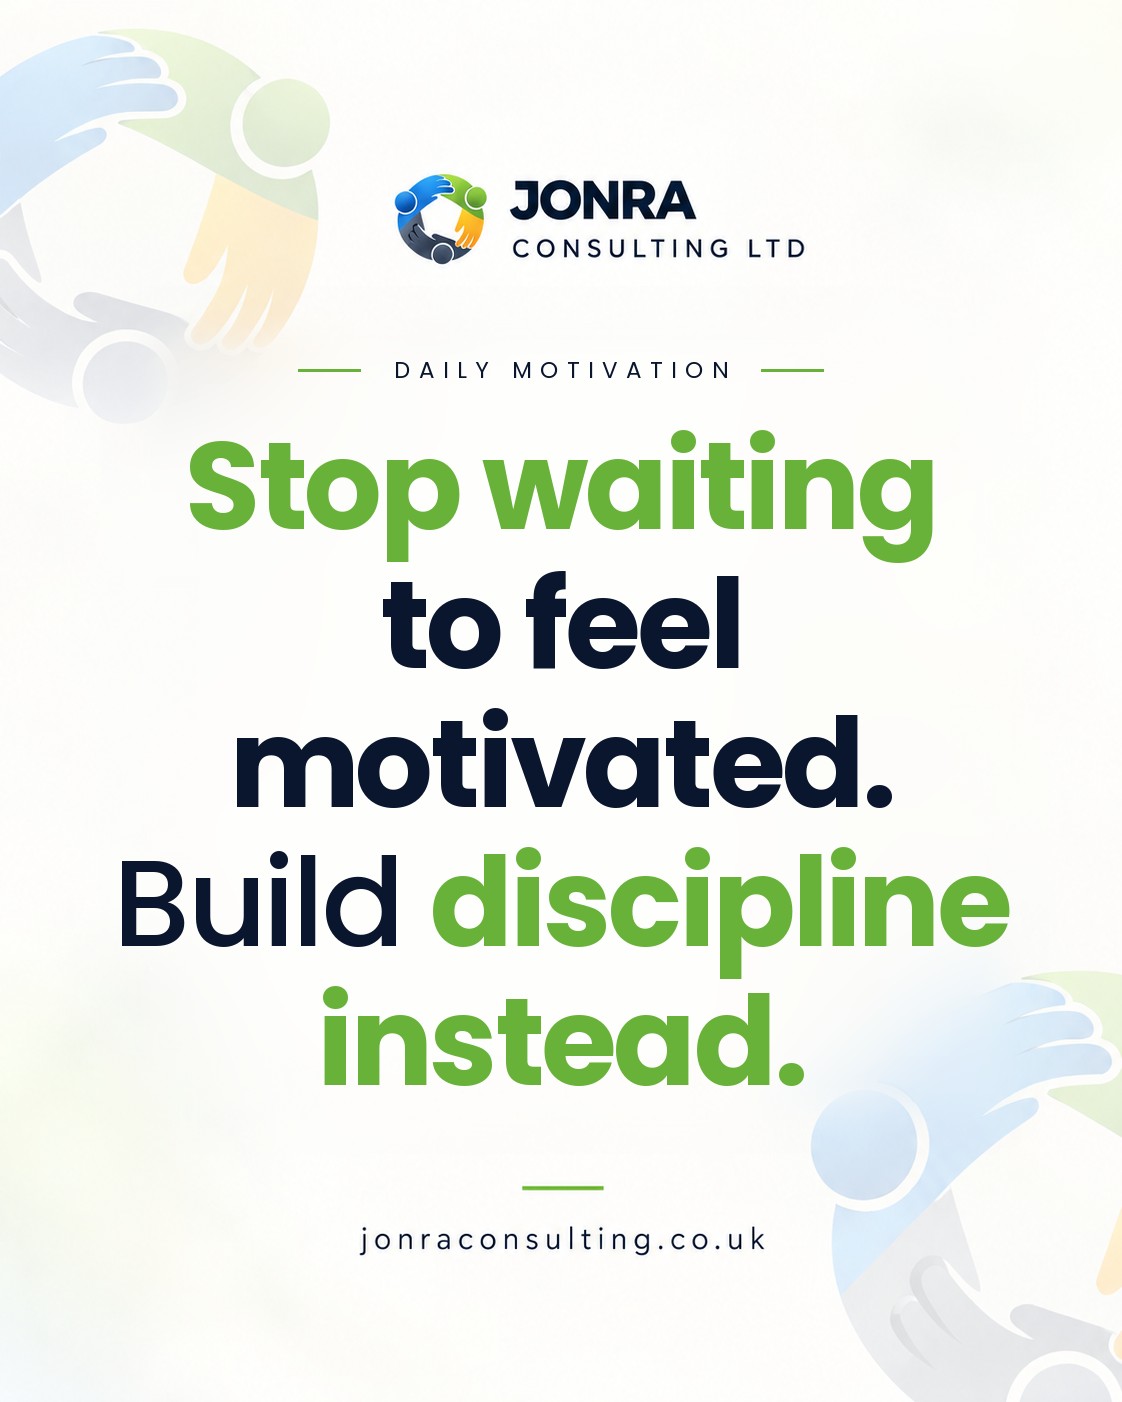 JONRA
CONSULTING LTD
DAILY MOTIVATION
Stop waiting
to feel
motivated.
Build discipline
instead.
jonraconsulting.co.uk